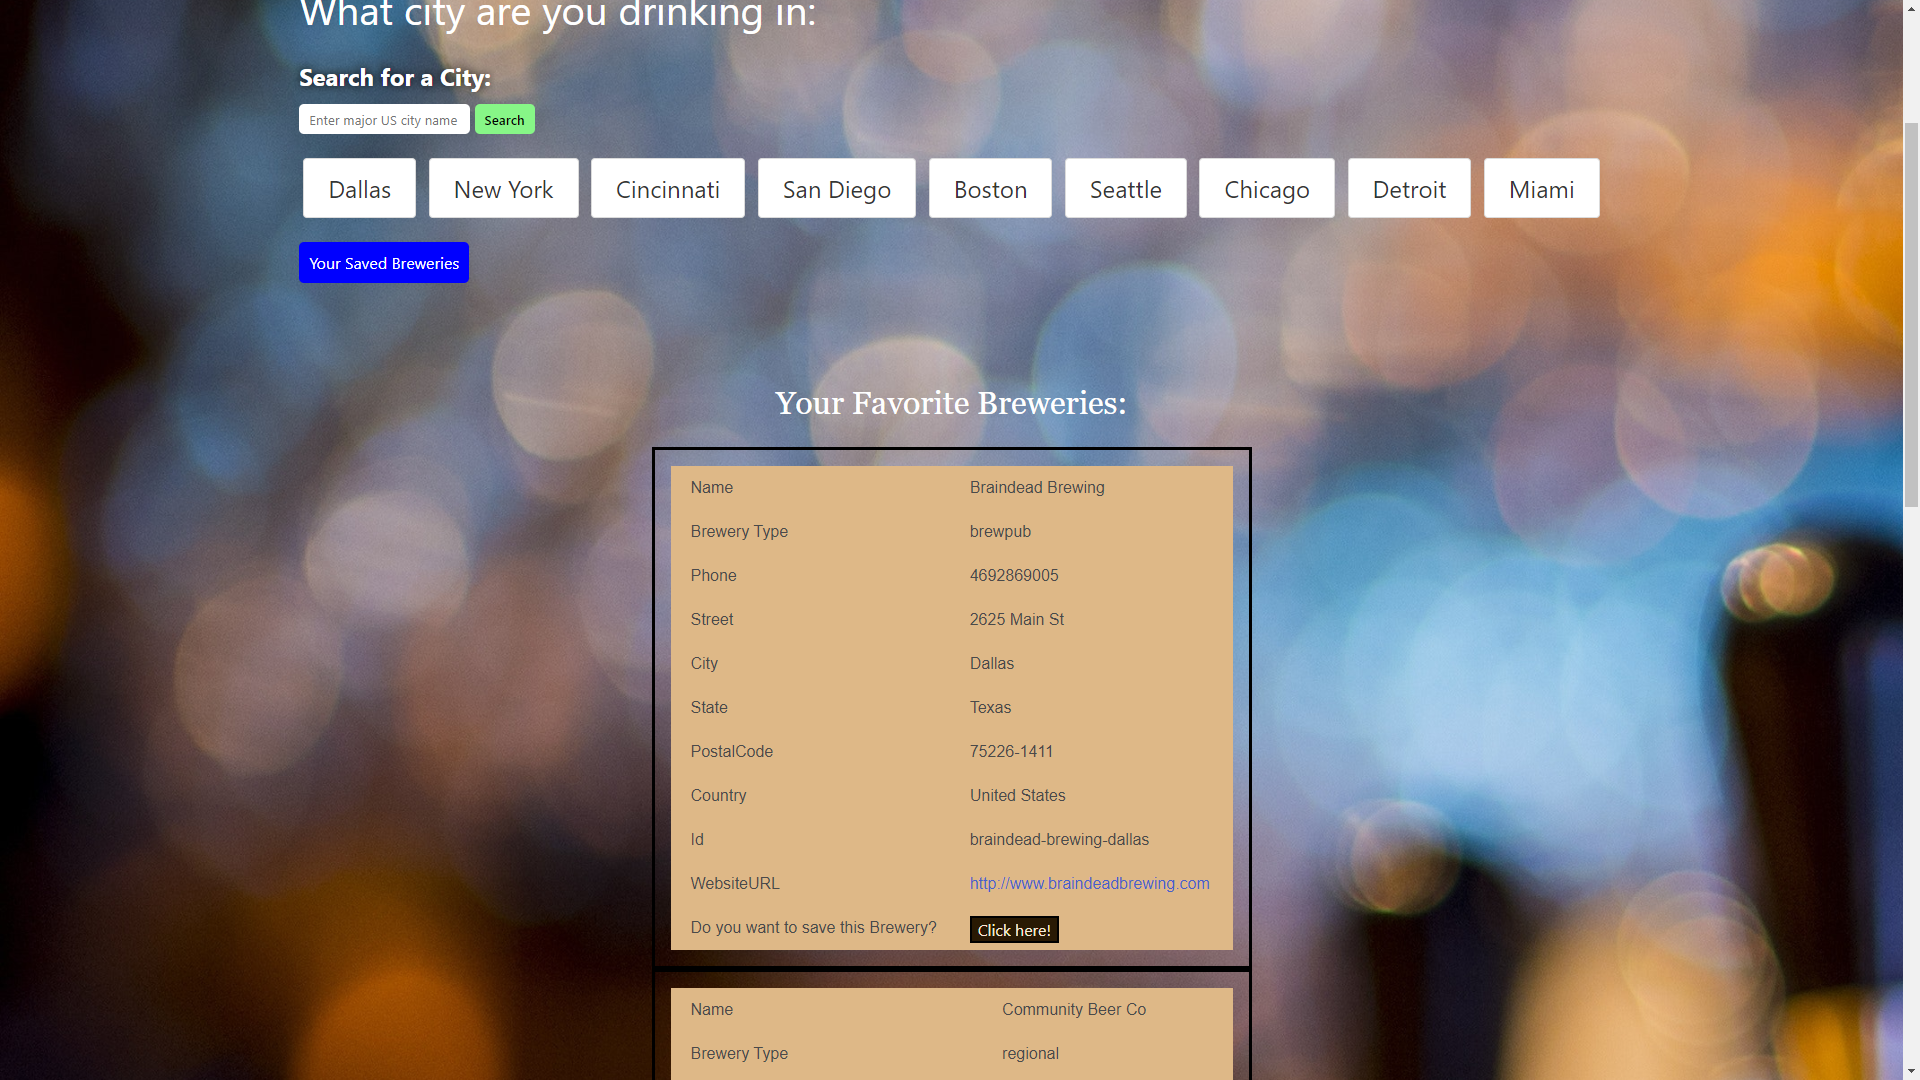 What city are you drinking in:
Search for a City:
Enter major US city name Search
Dallas New York Cincinnati San Diego Boston Seattle Chicago Detroit Miami
Your Saved Breweries
Your Favorite Breweries:
Name Braindead Brewing
Brewery Type brewpub
Phone 4692869005
Street 2625 Main St
City Dallas
State Texas
PostalCode 75226-1411
Country United States
Id braindead-brewing-dallas
WebsiteURL http://www.braindeadbrewing.com
Do you want to save this Brewery? Click here!
Name Community Beer Co
Brewery Type regional